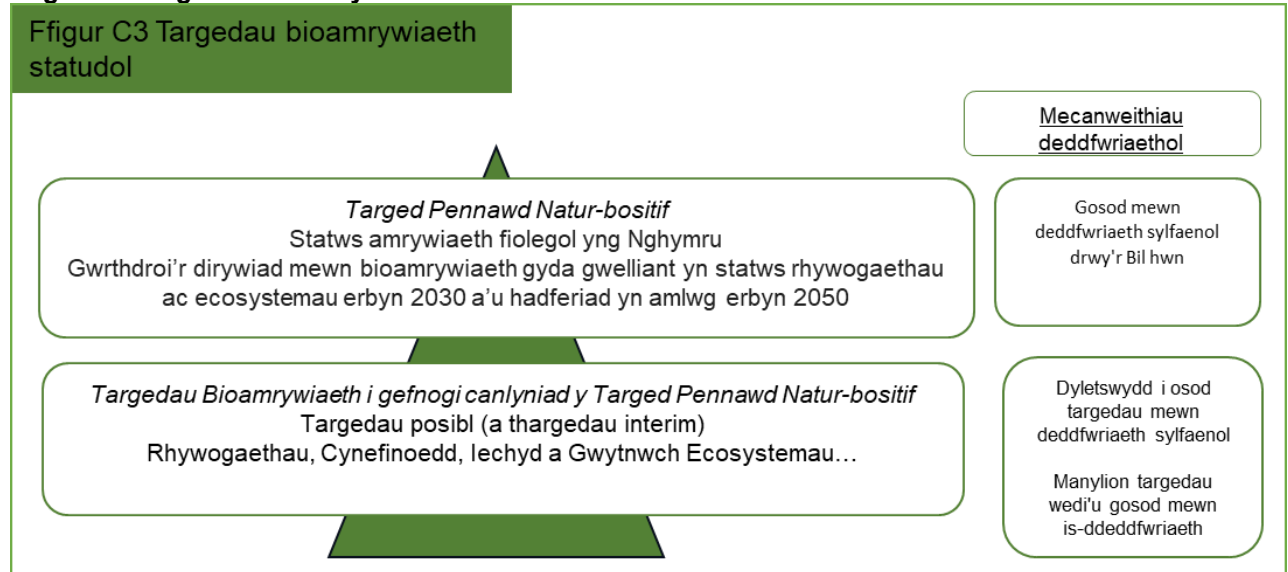 Ffigur C3 Targedau bioamrywiaeth
statudol
Mecanweithiau
deddfwriaethol
Targed Pennawd Natur-bositif
Statws amrywiaeth fiolegol yng Nghymru
Gwrthdroi'r dirywiad mewn bioamrywiaeth gyda gwelliant yn statws rhywogaethau
ac ecosystemau erbyn 2030 a'u hadferiad yn amlwg erbyn 2050
Gosod mewn
deddfwriaeth sylfaenol
drwy'r Bil hwn
Targedau Bioamrywiaeth i gefnogi canlyniad y Targed Pennawd Natur-bositif
Targedau posibl (a thargedau interim)
Rhywogaethau, Cynefinoedd, Iechyd a Gwytnwch Ecosystemau…
Dyletswydd i osod
targedau mewn
deddfwriaeth sylfaenol
Manylion targedau
wedi'u gosod mewn
is-ddeddfwriaeth